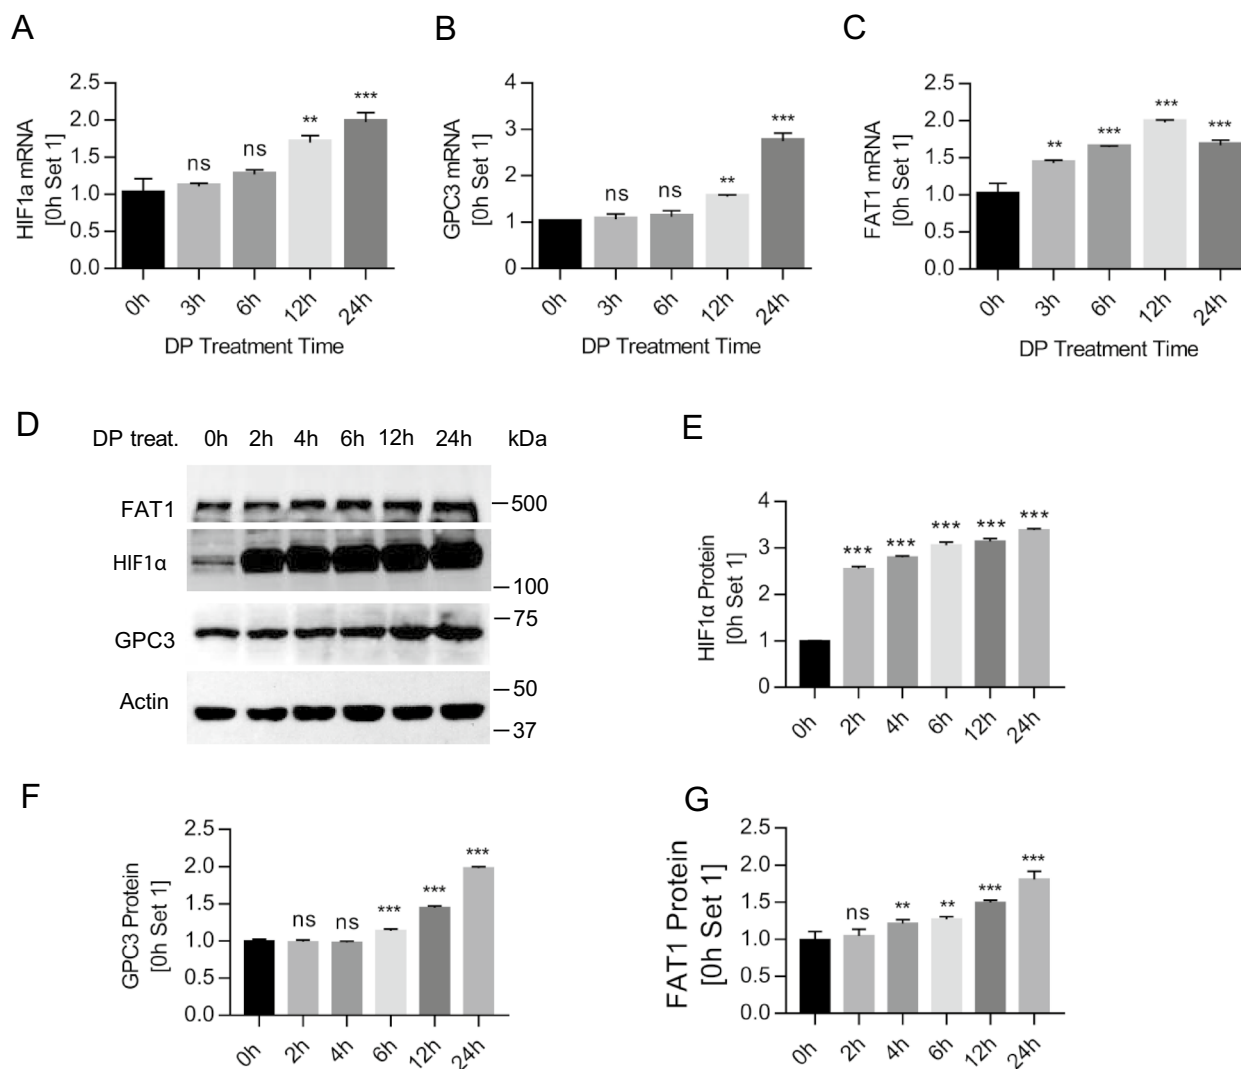 A
B
C
HIF1a mRNA
[0h Set 1]
2.5
2.0
1.5
1.0
0.5
0.0
ns
ns
**
***
0h
3h
6h
12h
24h
DP Treatment Time
GPC3 mRNA
[0h Set 1]
4
3
2
1
0
ns
ns
**
***
0h
3h
6h
12h
24h
DP Treatment Time
FAT1 mRNA
[0h Set 1]
2.5
2.0
1.5
1.0
0.5
0.0
**
***
***
***
0h
3h
6h
12h
24h
DP Treatment Time
D
DP treat. 0h 2h 4h 6h 12h 24h kDa
FAT1
500
HIF1α
100
75
GPC3
50
Actin
37
E
HIF1α Protein
[0h Set 1]
4
3
2
1
0
***
***
***
***
***
0h
2h
4h
6h
12h
24h
F
GPC3 Protein
[0h Set 1]
2.5
2.0
1.5
1.0
0.5
0.0
ns
ns
***
***
***
0h
2h
4h
6h
12h
24h
G
FAT1 Protein
[0h Set 1]
2.5
2.0
1.5
1.0
0.5
0.0
ns
**
**
***
***
0h
2h
4h
6h
12h
24h